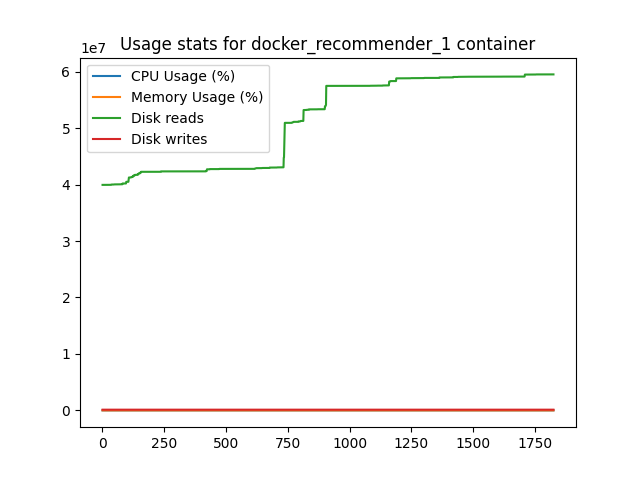 Usage stats for docker_recommender_1 container
1e7
CPU Usage (%)
Memory Usage (%)
Disk reads
Disk writes
6
5
4
3
2
1
0
0 250 500 750 1000 1250 1500 1750